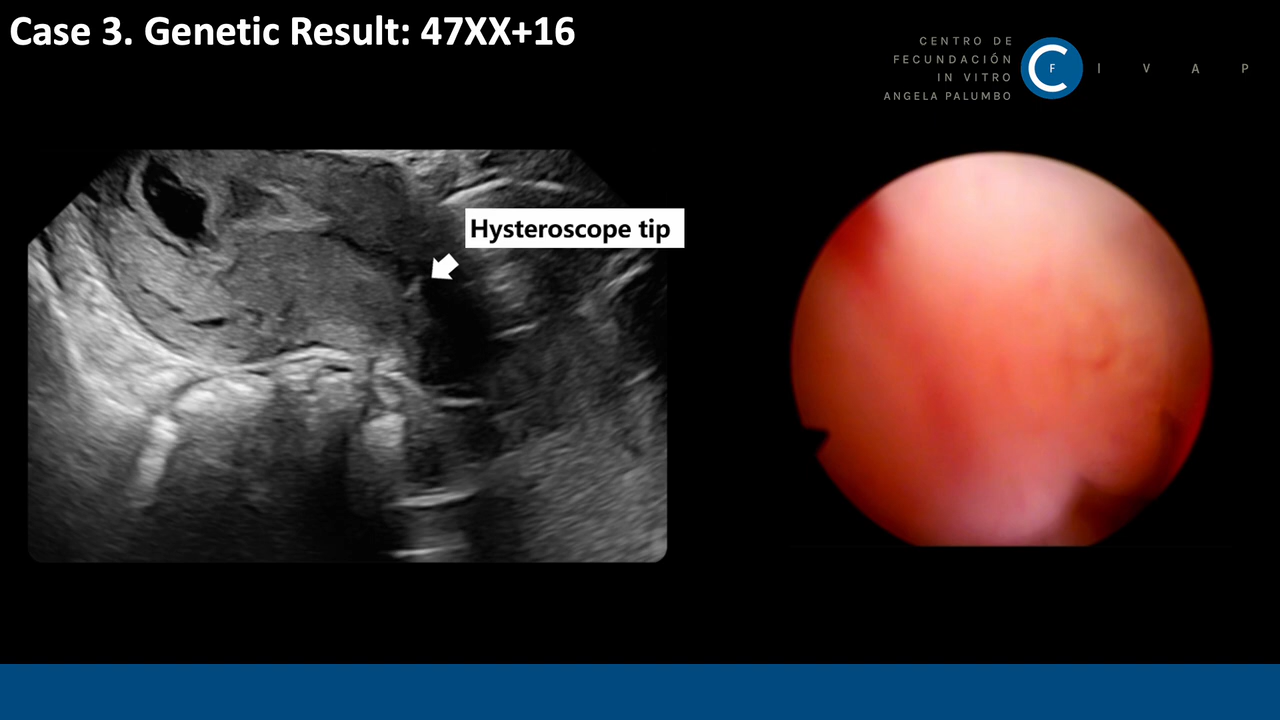 Case 3. Genetic Result: 47XX+16
CENTRO DE
FECUNDACIÓN
IN VITRO
ANGELA PALUMBO
F I V A P
Hysteroscope tip